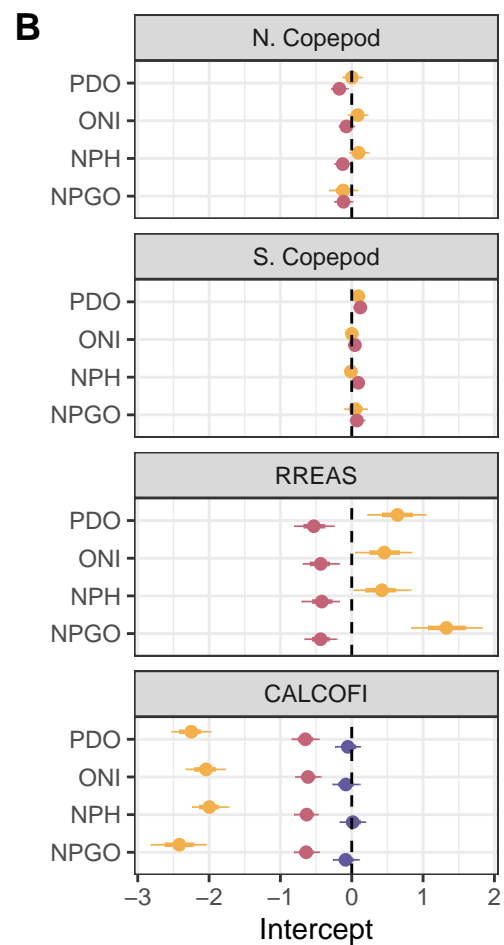 B
N. Copepod
PDO
ONI
NPH
NPGO
S. Copepod
PDO
ONI
NPH
NPGO
RREAS
PDO
ONI
NPH
NPGO
CALCOFI
PDO
ONI
NPH
NPGO
−3 −2 −1 0 1 2
Intercept